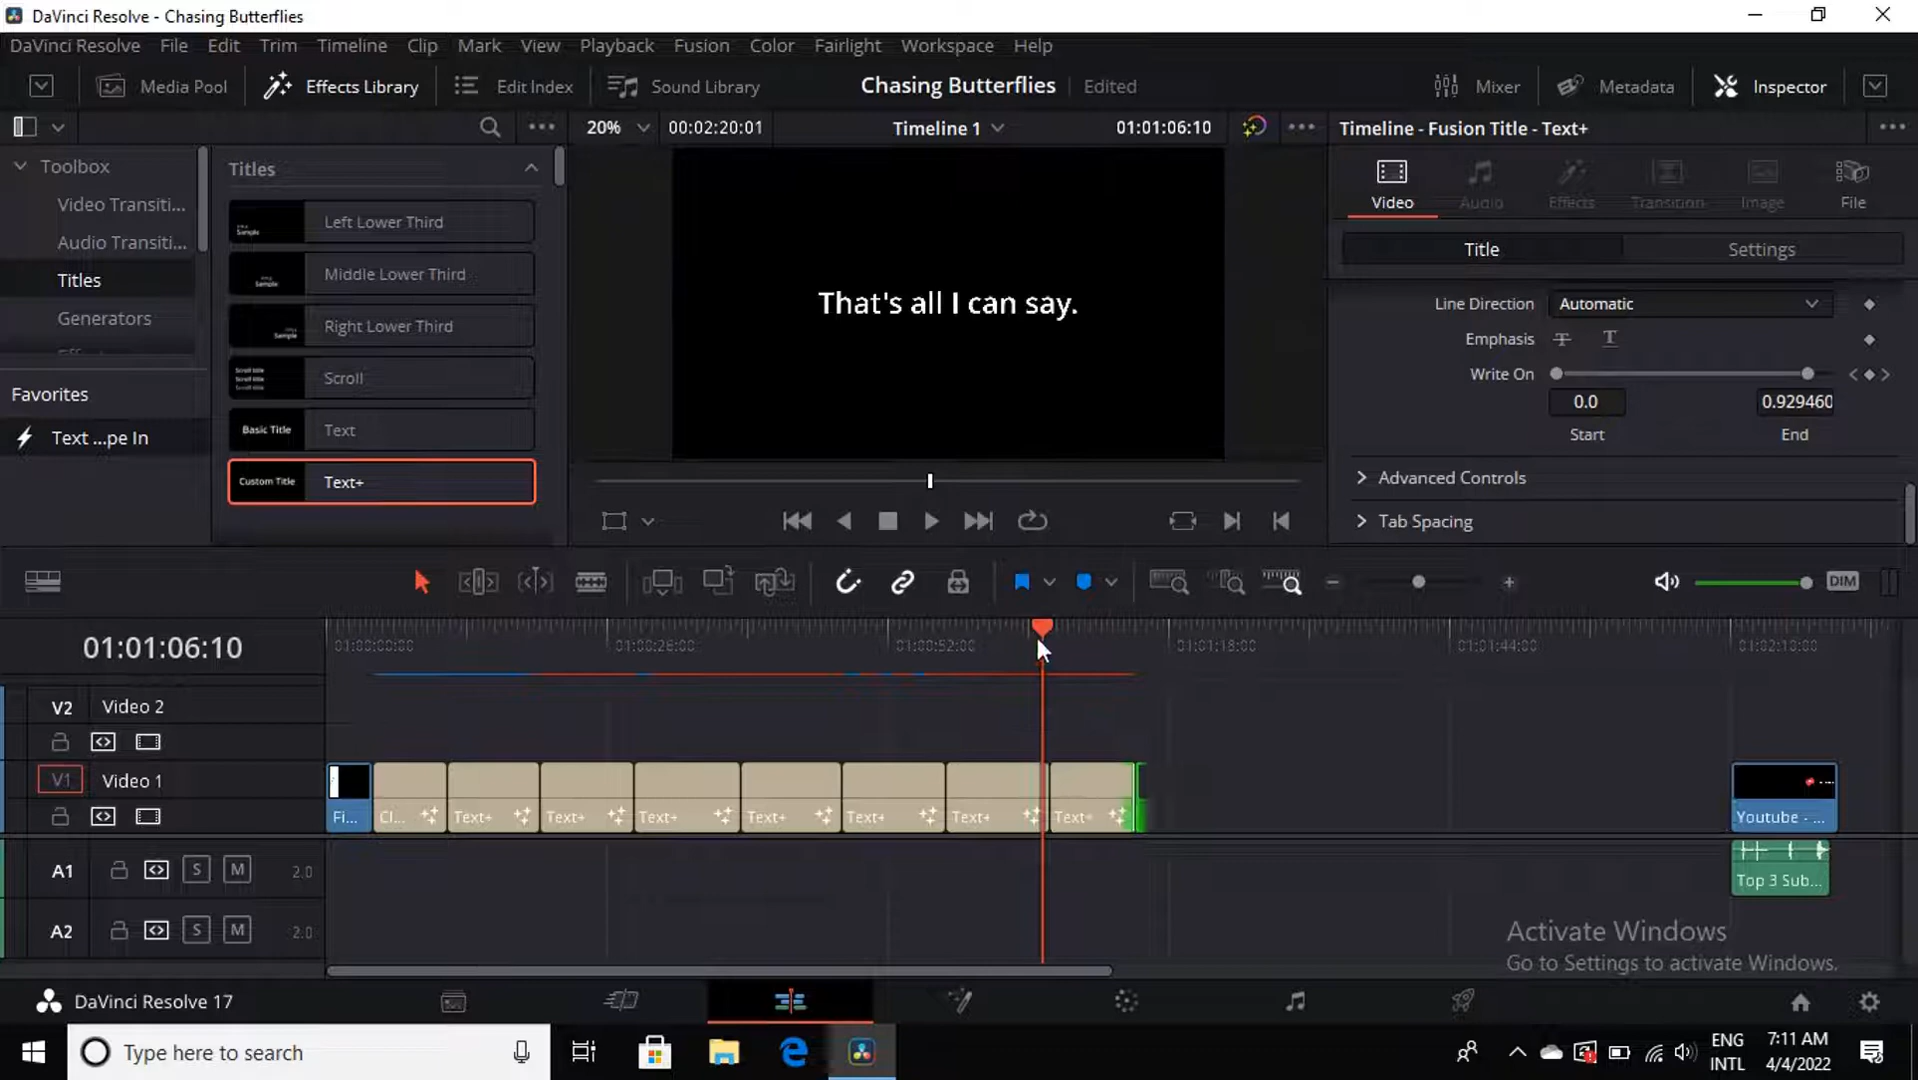 DaVinci Resolve - Chasing Butterflies
DaVinci Resolve File Edit Trim Timeline Clip Mark View Playback Fusion Color Fairlight Workspace Help
Media Pool Effects Library Edit Index Sound Library Chasing Butterflies Edited Mixer Metadata Inspector
20% 00:02:20:01 Timeline 1 01:01:06:10 Timeline - Fusion Title - Text+
Toolbox
Video Transiti...
Audio Transiti...
Titles
Generators
Favorites
Text ...pe In
Titles
Left Lower Third
Middle Lower Third
Right Lower Third
Scroll
Basic Title Text
Custom Title Text+
That's all I can say.
Video Audio Effects Transition Image File
Title Settings
Line Direction Automatic
Emphasis
Write On
0.0 0.929460
Start End
Advanced Controls
Tab Spacing
DIM
01:01:06:10
01:00:00:00 01:00:26:00 01:00:52:00 01:01:18:00 01:01:44:00 01:02:10:00
V2 Video 2
V1 Video 1
Fi... Cl... Text+ Text+ Text+ Text+ Text+ Text+ Text+ Youtube - ...
A1 S M 2.0 Top 3 Sub...
A2 S M 2.0
Activate Windows
Go to Settings to activate Windows.
DaVinci Resolve 17
Type here to search
ENG
INTL
7:11 AM
4/4/2022